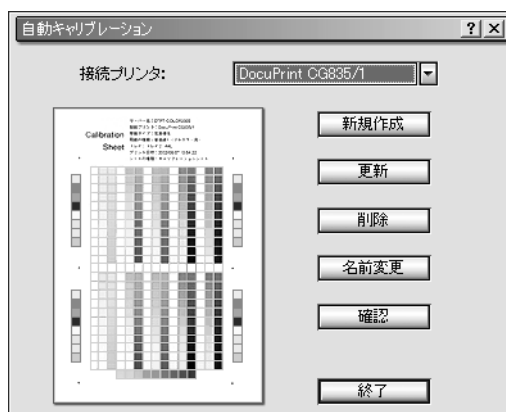 自動キャリブレーション
接続プリンタ:
DocuPrint CG835/1
Calibration
Sheet
新規作成
更新
削除
名前変更
確認
終了